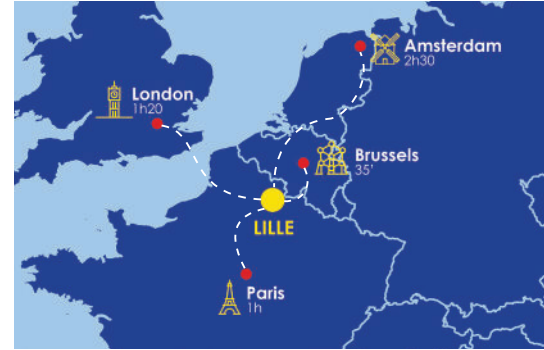 Amsterdam
2h30
London
1h20
Brussels
35'
LILLE
Paris
1h